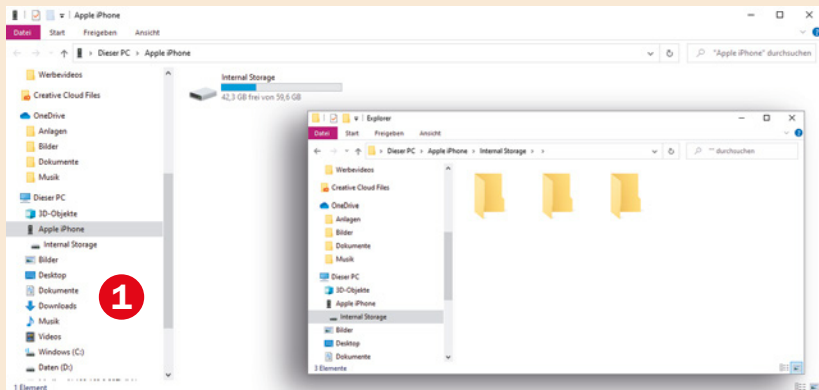 Apple iPhone
Datei Start Freigeben Ansicht
Dieser PC > Apple iPhone
"Apple iPhone" durchsuchen
Werbevideos
Creative Cloud Files
OneDrive
Anlagen
Bilder
Dokumente
Musik
Dieser PC
3D-Objekte
Apple iPhone
Internal Storage
Bilder
Desktop
Dokumente
Downloads
Musik
Videos
Windows (C:)
Daten (D:)
1 Element
1
Internal Storage
42,3 GB frei von 59,6 GB
Explorer
Datei Start Freigeben Ansicht
> Dieser PC > Apple iPhone > Internal Storage > >
"" durchsuchen
Werbevideos
Creative Cloud Files
OneDrive
Anlagen
Bilder
Dokumente
Musik
Dieser PC
3D-Objekte
Apple iPhone
Internal Storage
Bilder
Desktop
Dokumente
3 Elemente